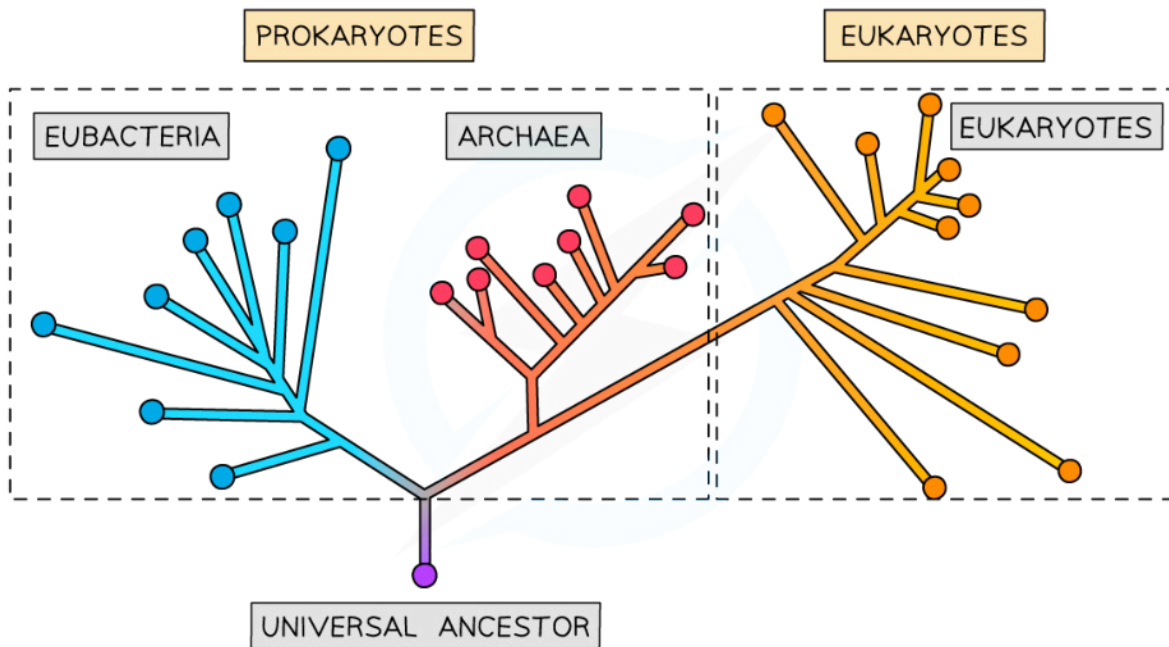 PROKARYOTES
EUKARYOTES
EUBACTERIA
ARCHAEA
EUKARYOTES
UNIVERSAL ANCESTOR